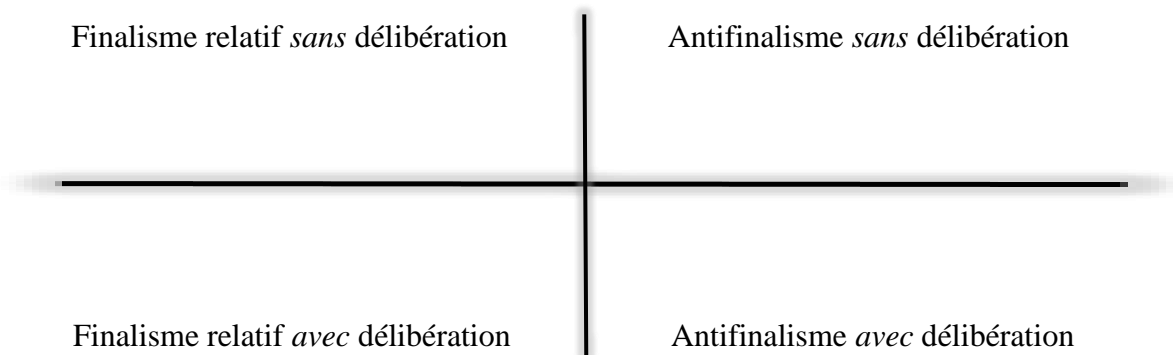 Finalisme relatif sans délibération
Antifinalisme sans délibération
Finalisme relatif avec délibération
Antifinalisme avec délibération